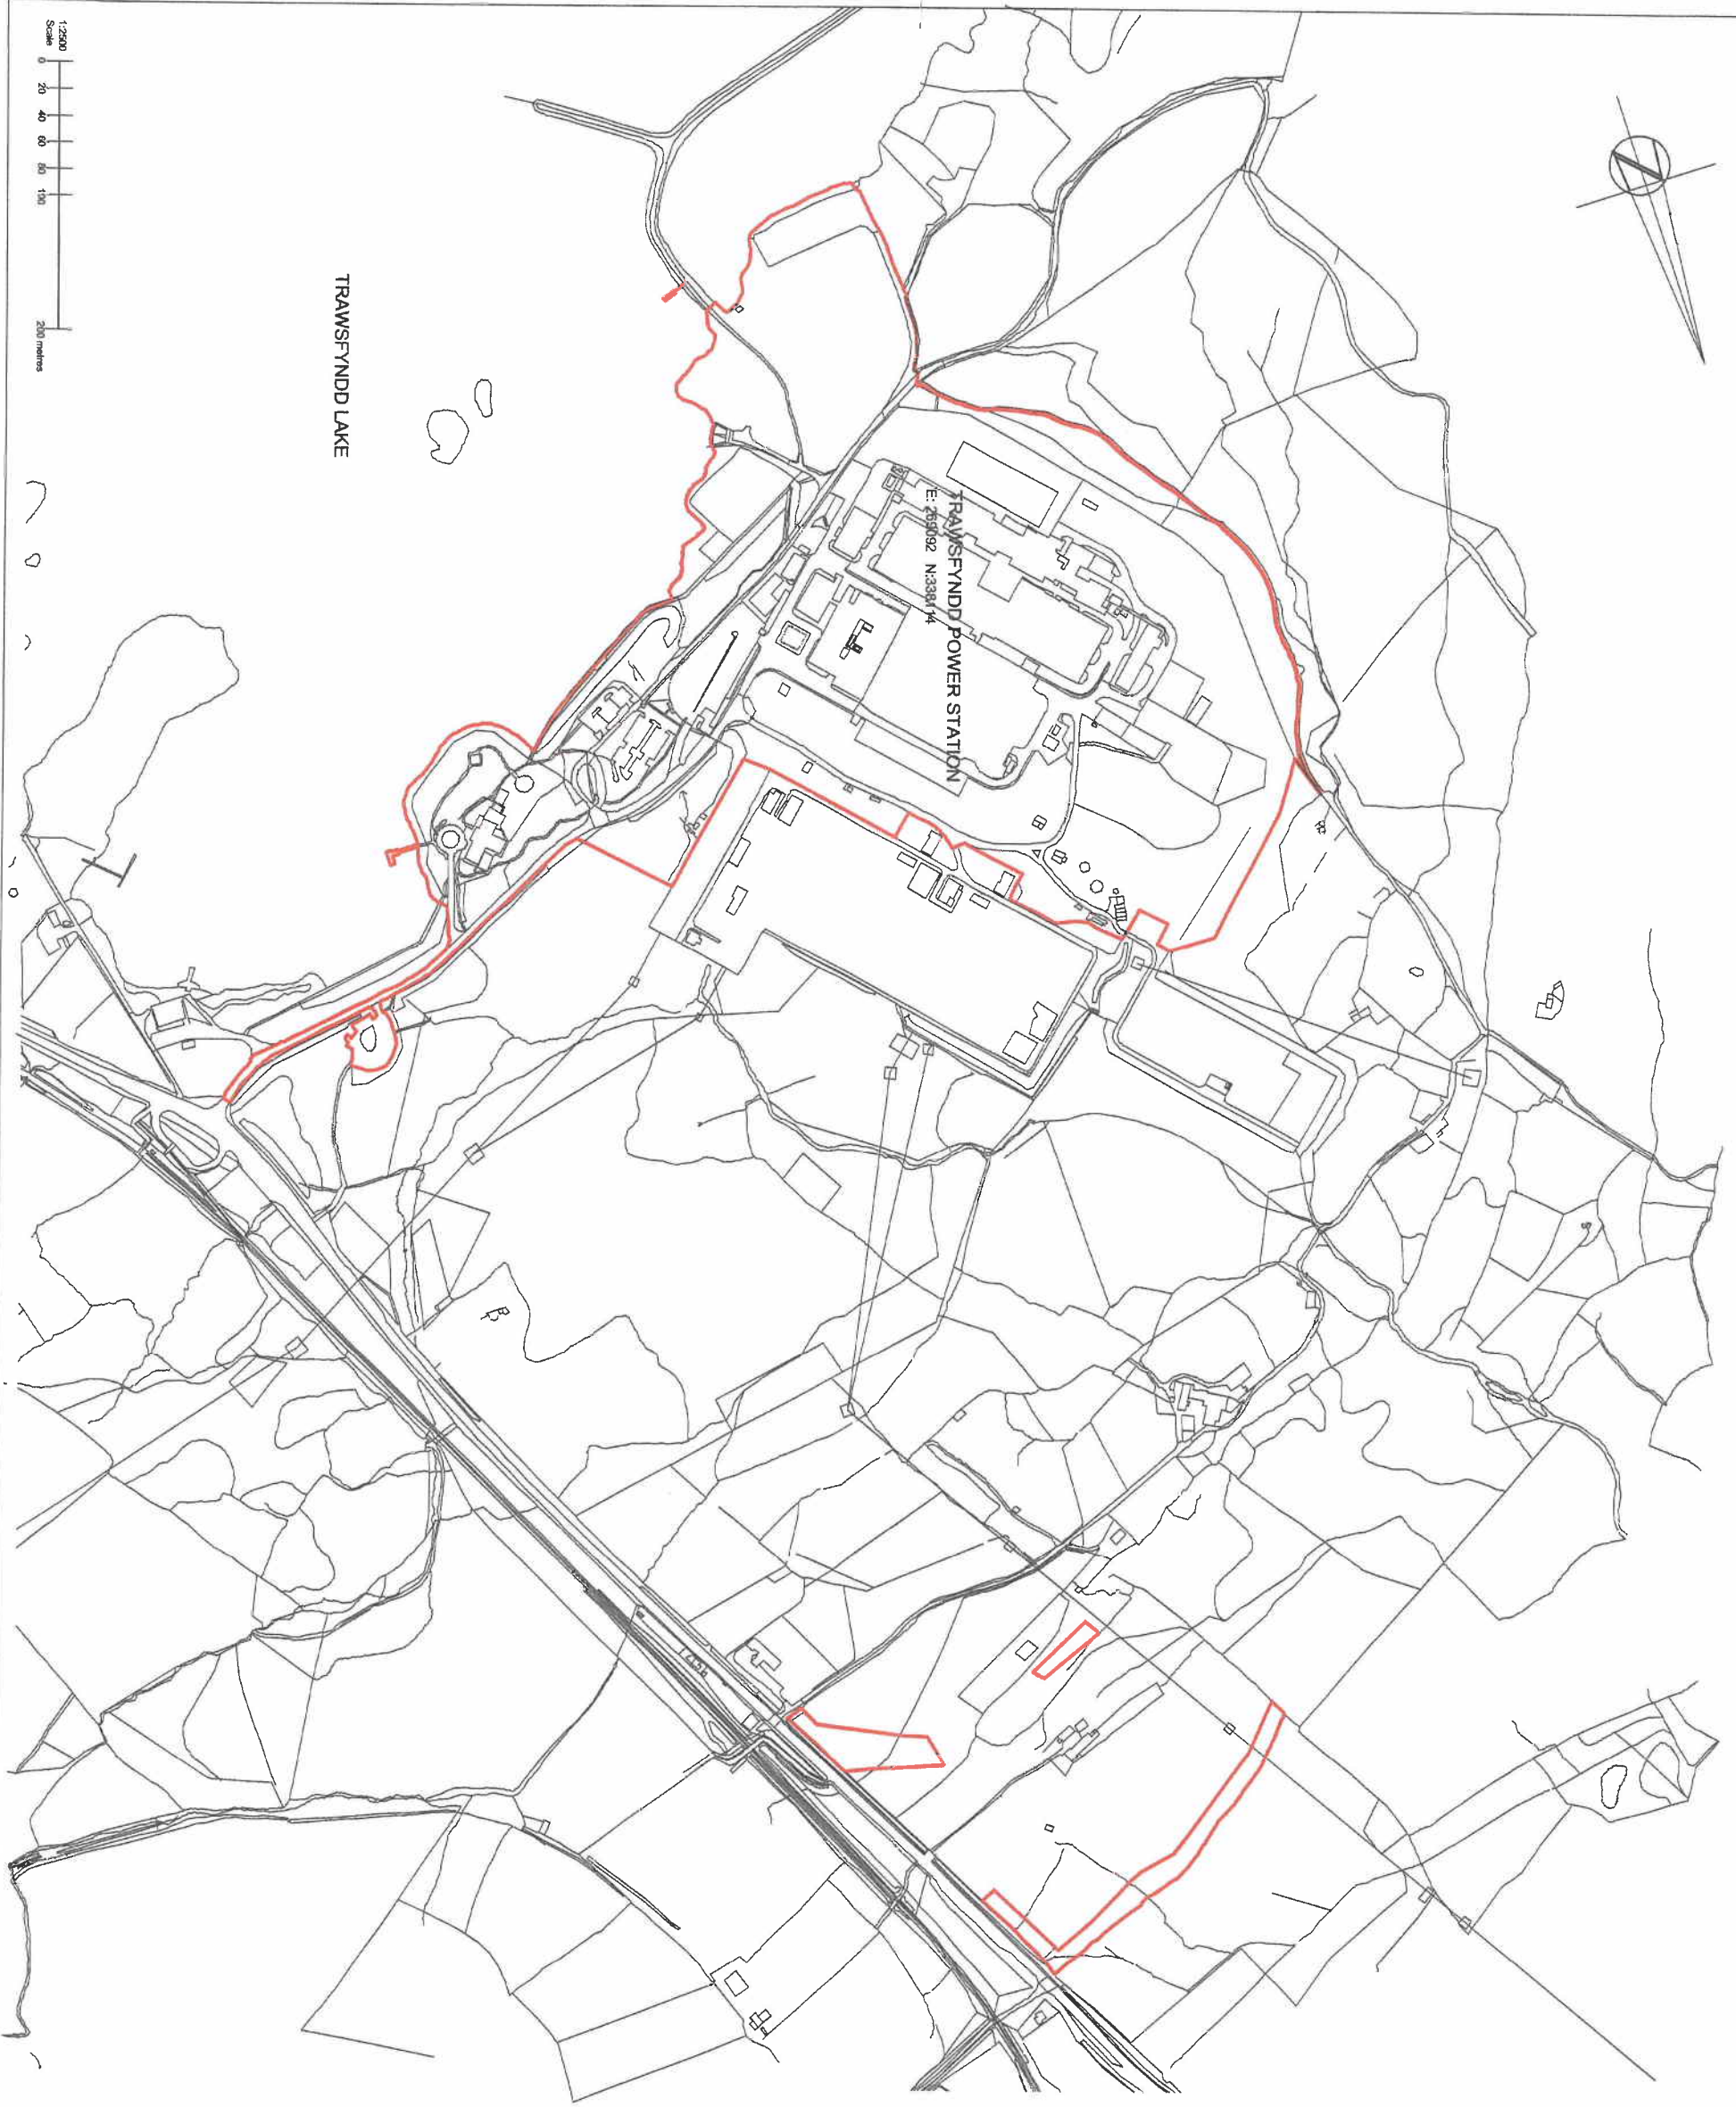 1:2500
Scale
0 20 40 60 80 100 200 metres
TRAWSFYNDD LAKE
TRAWSFYNDD POWER STATION
E: 269092 N:338114
N